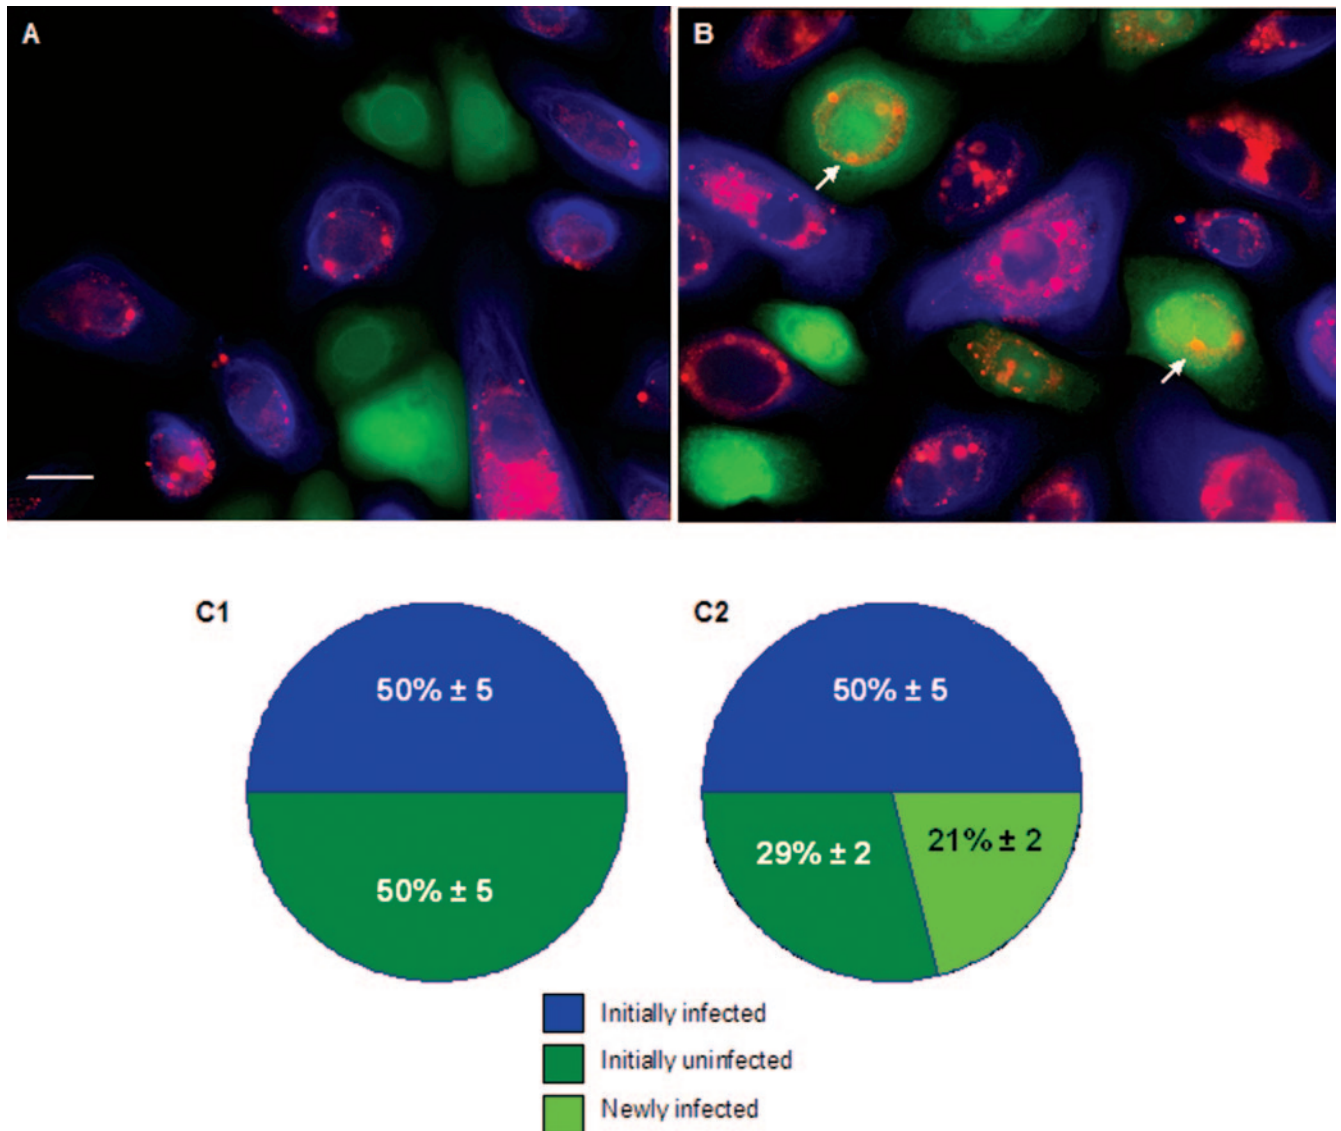 A
B
C1
C2
50% ± 5
50% ± 5
50% ± 5
29% ± 2
21% ± 2
Initially infected
Initially uninfected
Newly infected